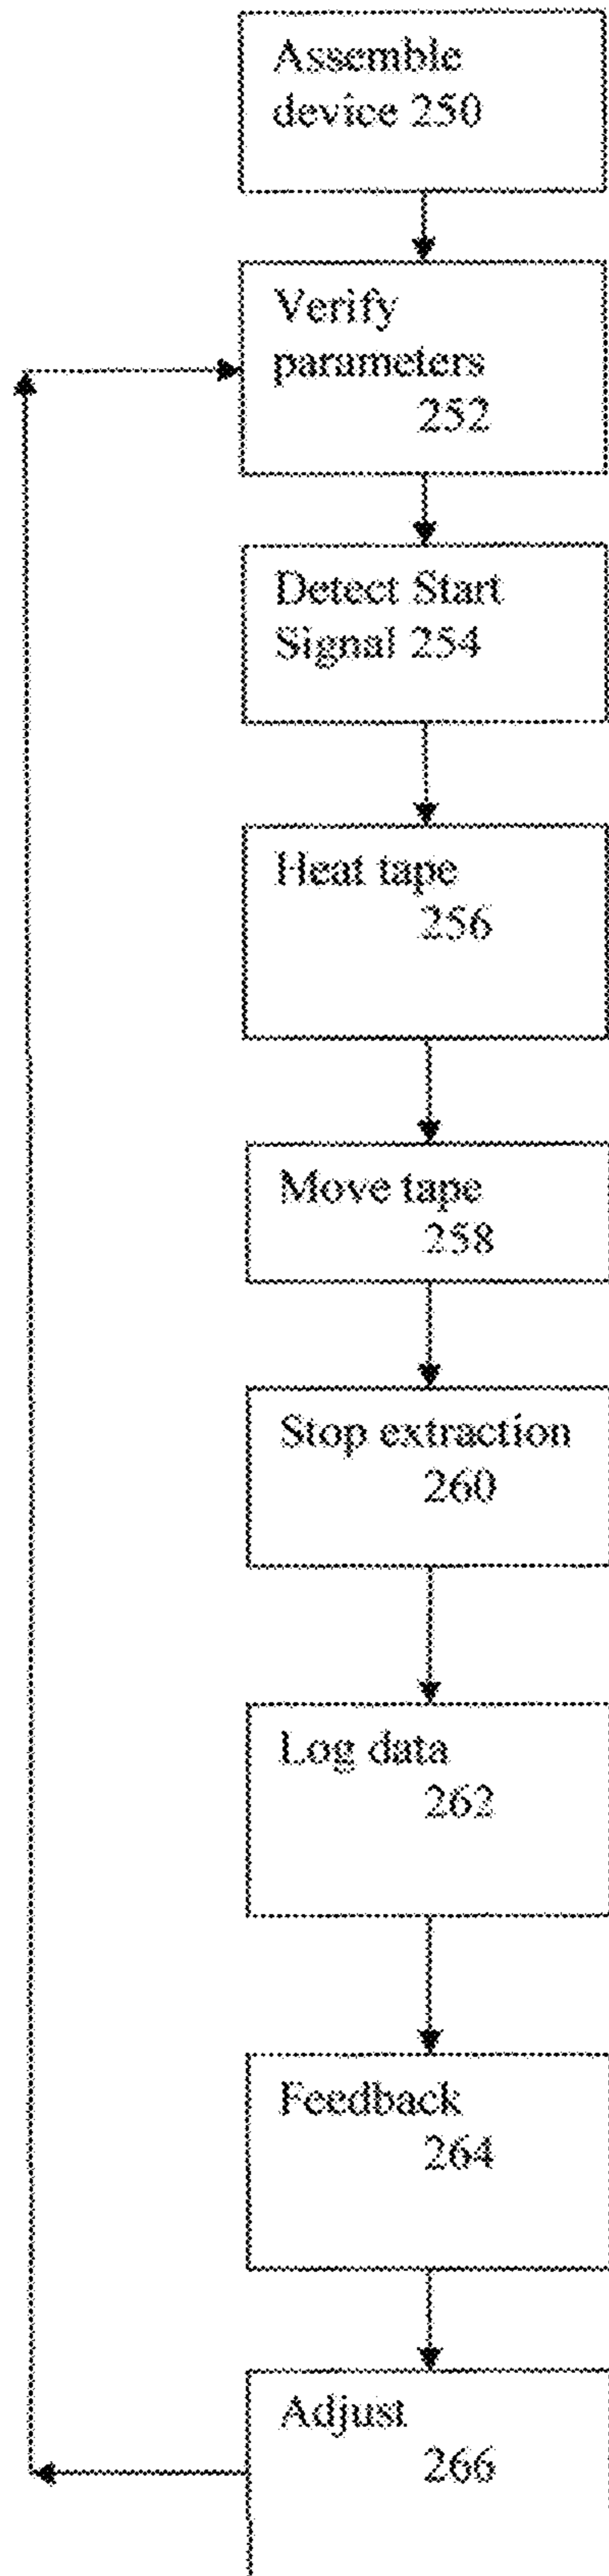 Assemble
device 250
Verify
parameters
252
Detect Start
Signal 254
Heat tape
256
Move tape
258
Stop extraction
260
Log data
262
Feedback
264
Adjust
266